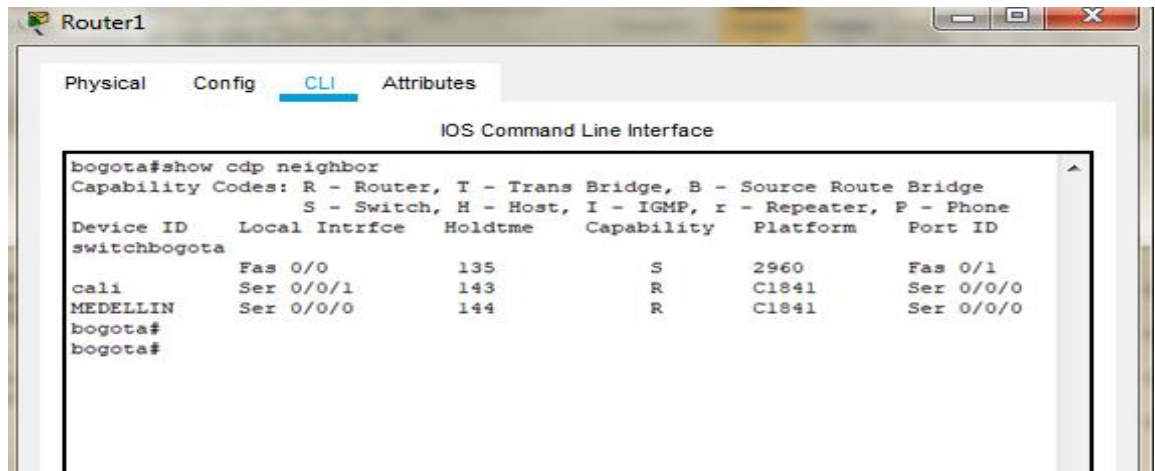 Router1
Physical Config CLI Attributes
IOS Command Line Interface
bogota#show cdp neighbor
Capability Codes: R - Router, T - Trans Bridge, B - Source Route Bridge
S - Switch, H - Host, I - IGMP, r - Repeater, P - Phone
Device ID Local Intrfce Holdtme Capability Platform Port ID
switchbogota
Fas 0/0 135 S 2960 Fas 0/1
cali Ser 0/0/1 143 R C1841 Ser 0/0/0
MEDELLIN Ser 0/0/0 144 R C1841 Ser 0/0/0
bogota#
bogota#